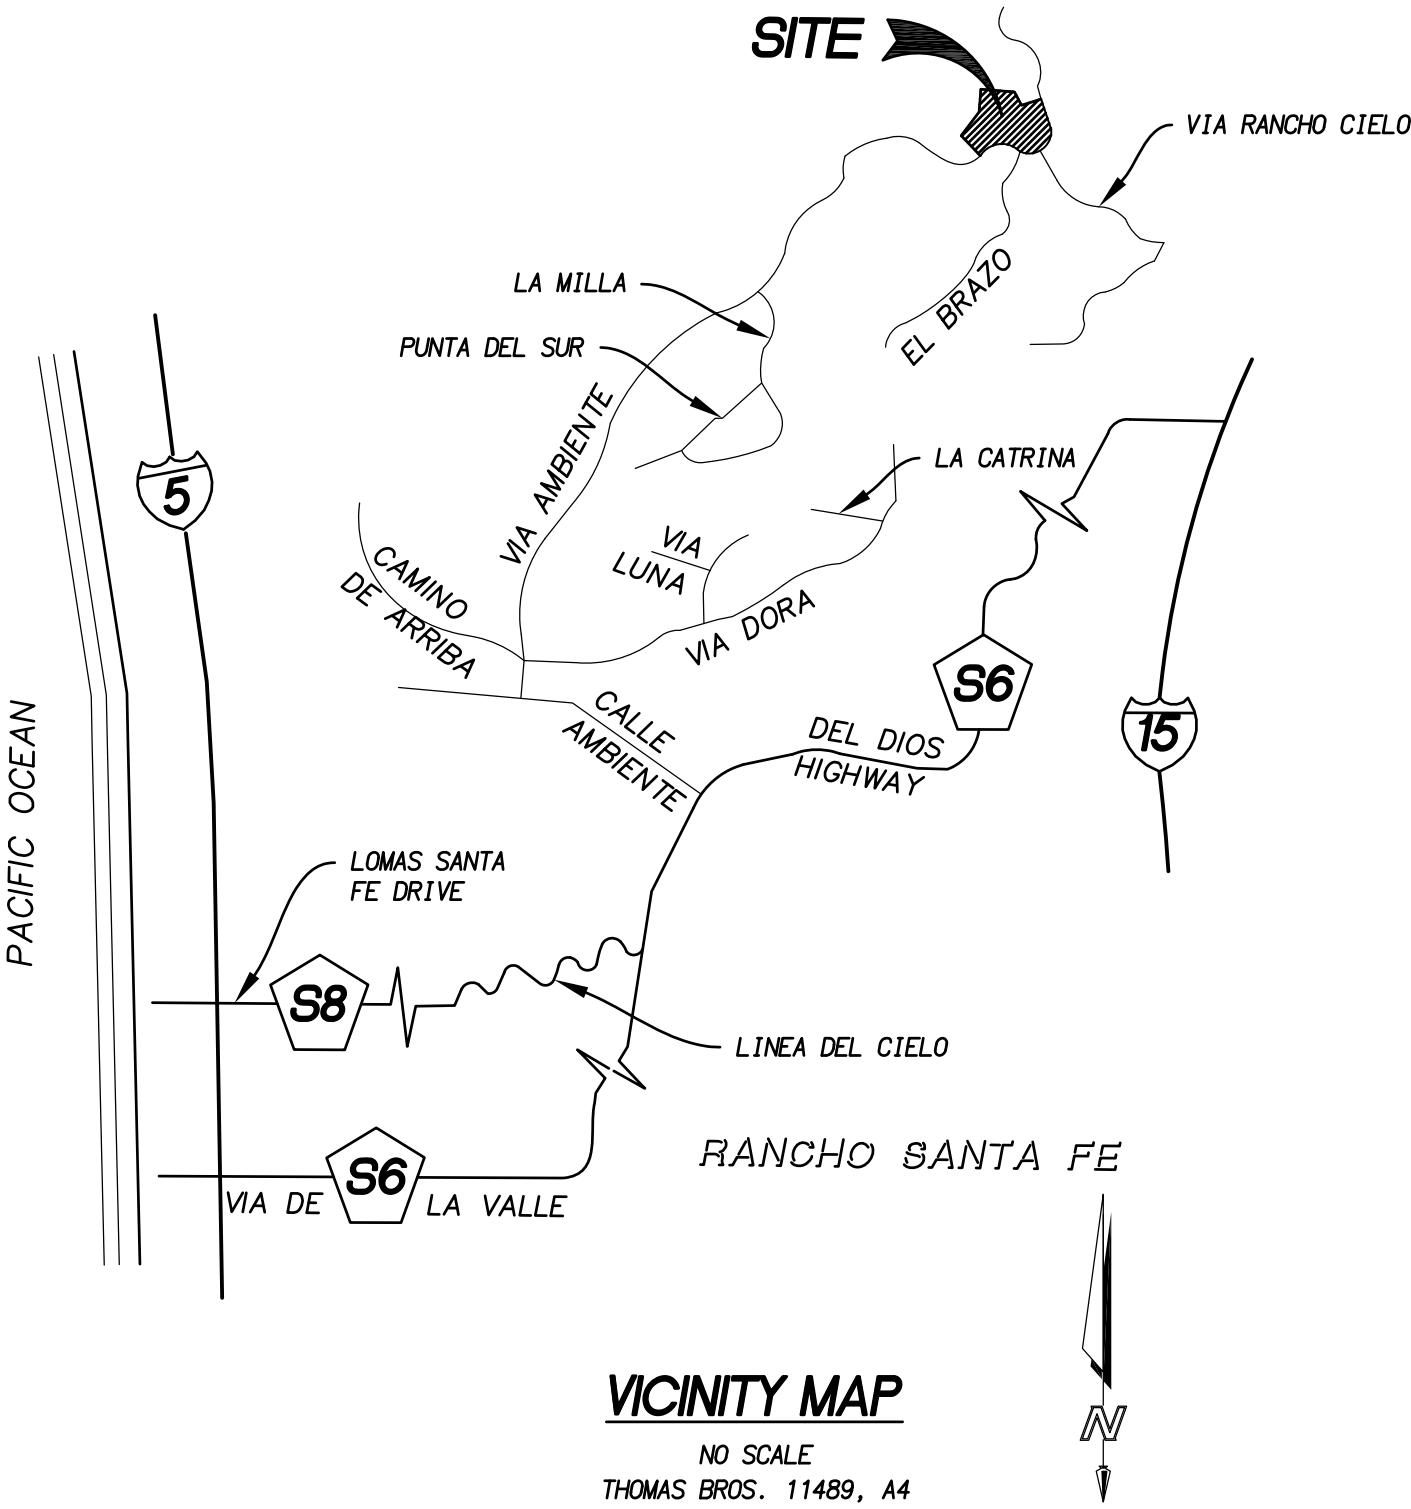 SITE
VIA RANCHO CIELO
LA MILLA
EL BRAZO
PUNTA DEL SUR
VIA AMBIENTE
LA CATRINA
5
VIA
LUNA
CAMINO
DE ARRIBA
VIA DORA
S6
CALLE
AMBIENTE
DEL DIOS
HIGHWAY
15
PACIFIC OCEAN
LOMAS SANTA
FE DRIVE
S8
LINEA DEL CIELO
RANCHO SANTA FE
S6
VIA DE LA VALLE
VICINITY MAP
N
NO SCALE
THOMAS BROS. 11489, A4